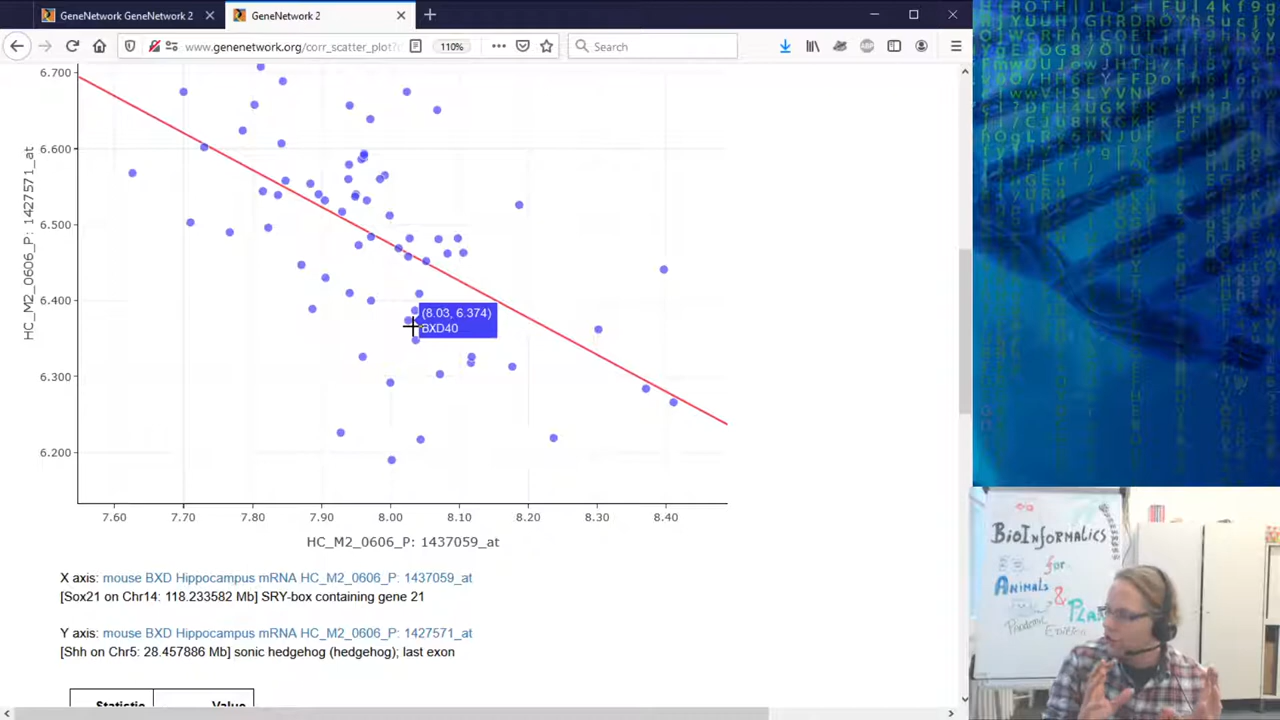 GeneNetwork GeneNetwork 2
GeneNetwork 2
www.genenetwork.org/corr_scatter_plot?
110%
Search
6.700
6.600
6.500
6.400
6.300
6.200
HC_M2_0606_P: 1427571_at
(8.03, 6.374)
BXD40
7.60 7.70 7.80 7.90 8.00 8.10 8.20 8.30 8.40
HC_M2_0606_P: 1437059_at
X axis: mouse BXD Hippocampus mRNA HC_M2_0606_P: 1437059_at
[Sox21 on Chr14: 118.233582 Mb] SRY-box containing gene 21
Y axis: mouse BXD Hippocampus mRNA HC_M2_0606_P: 1427571_at
[Shh on Chr5: 28.457886 Mb] sonic hedgehog (hedgehog); last exon
Statistic Value
BioInformatics
for
Animals
&
Pandemic
Edition